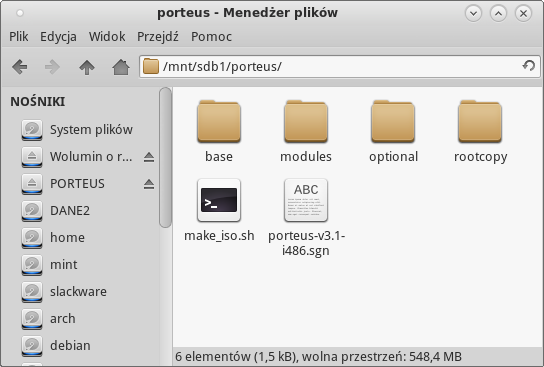 porteus - Menedżer plików
Plik Edycja Widok Przejdź Pomoc
/mnt/sdb1/porteus/
NOŚNIKI
System plików
Wolumin o r...
PORTEUS
DANE2
home
mint
slackware
arch
debian
base modules optional rootcopy
ABC
make_iso.sh porteus-v3.1-
i486.sgn
6 elementów (1,5 kB), wolna przestrzeń: 548,4 MB